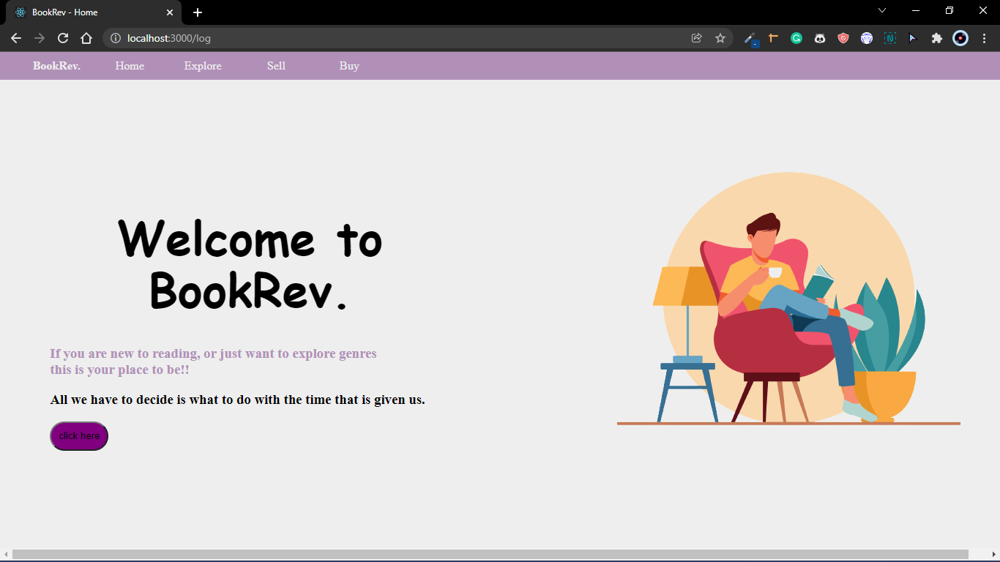 BookRev - Home
localhost:3000/log
BookRev. Home Explore Sell Buy
Welcome to
BookRev.
If you are new to reading, or just want to explore genres
this is your place to be!!
All we have to decide is what to do with the time that is given us.
click here